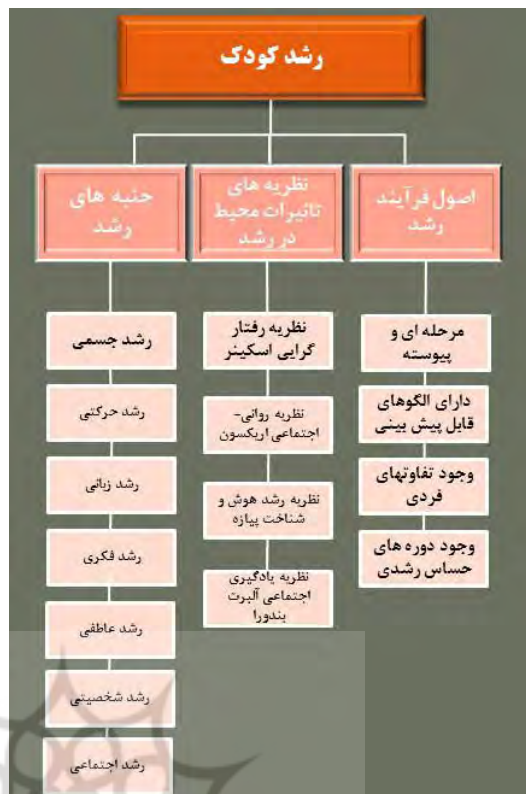 رشد کودک
اصول فرآیند
رشد
مرحله ای و
پیوسته
دارای الگوهای
قابل پیش بینی
وجود تفاوتهای
فردی
وجود دوره های
حساس رشدی
نظریه های
تاثیرات محیط
در رشد
نظریه رفتار
گرایی اسکینر
نظریه روانی-
اجتماعی اریکسون
نظریه رشد هوش و
شناخت پیازه
نظریه یادگیری
اجتماعی آلبرت
بندورا
جنبه های
رشد
رشد جسمی
رشد حرکتی
رشد زبانی
رشد فکری
رشد عاطفی
رشد شخصیتی
رشد اجتماعی